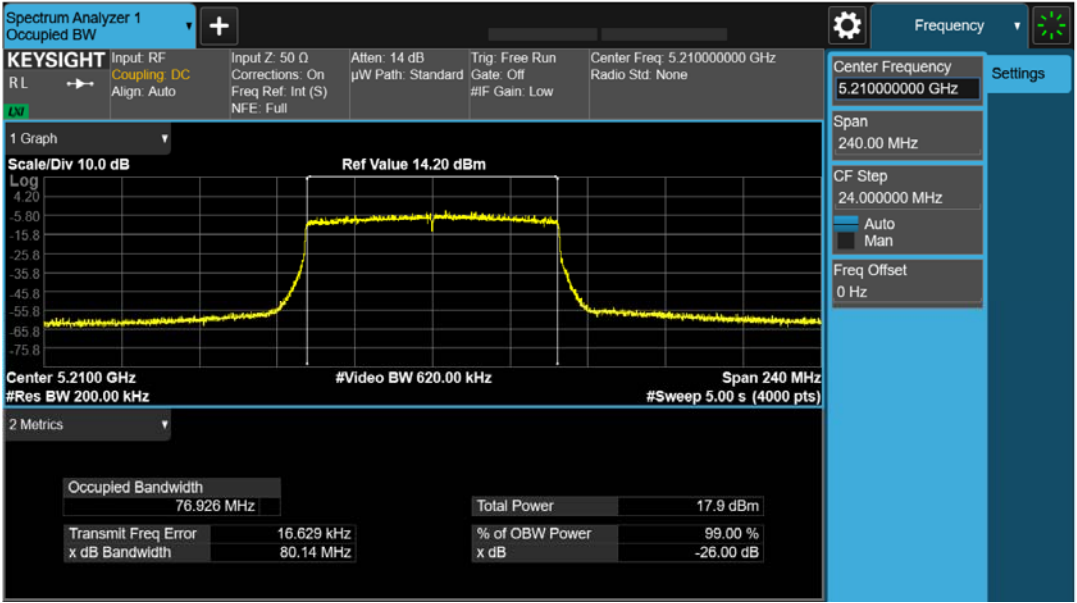 Spectrum Analyzer 1
Occupied BW
Frequency
KEYSIGHT
RL
LXI
Input: RF
Coupling: DC
Align: Auto
Input Z: 50 Ω
Corrections: On
Freq Ref: Int (S)
NFE: Full
Atten: 14 dB
µW Path: Standard
Trig: Free Run
Gate: Off
#IF Gain: Low
Center Freq: 5.210000000 GHz
Radio Std: None
Center Frequency
5.210000000 GHz
Settings
Span
240.00 MHz
CF Step
24.000000 MHz
Auto
Man
Freq Offset
0 Hz
1 Graph
Scale/Div 10.0 dB
Ref Value 14.20 dBm
Log
4.20
-5.80
-15.8
-25.8
-35.8
-45.8
-55.8
-65.8
-75.8
Center 5.2100 GHz
#Video BW 620.00 kHz
Span 240 MHz
#Res BW 200.00 kHz
#Sweep 5.00 s (4000 pts)
2 Metrics
Occupied Bandwidth
76.926 MHz
Total Power 17.9 dBm
Transmit Freq Error 16.629 kHz
% of OBW Power 99.00 %
x dB Bandwidth 80.14 MHz
x dB -26.00 dB